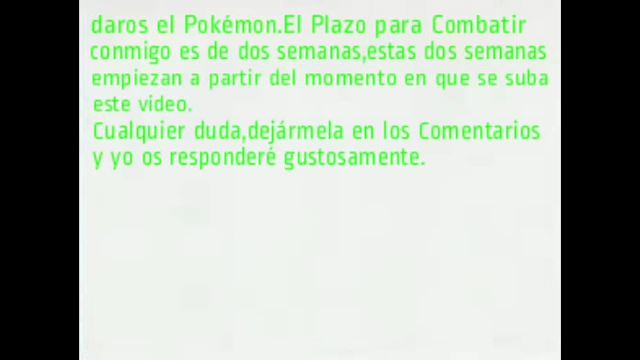 daros el Pokémon.El Plazo para Combatir
conmigo es de dos semanas,estas dos semanas
empiezan a partir del momento en que se suba
este video.
Cualquier duda,dejármela en los Comentarios
y yo os responderé gustosamente.